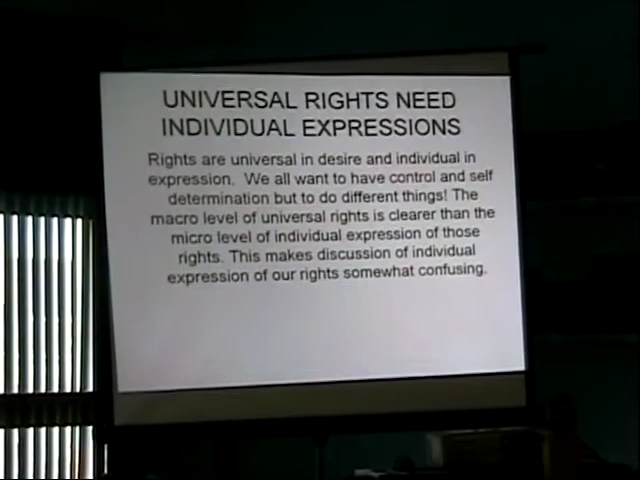 UNIVERSAL RIGHTS NEED
INDIVIDUAL EXPRESSIONS
Rights are universal in desire and individual in
expression. We all want to have control and self
determination but to do different things! The
macro level of universal rights is clearer than the
micro level of individual expression of those
rights. This makes discussion of individual
expression of our rights somewhat confusing.